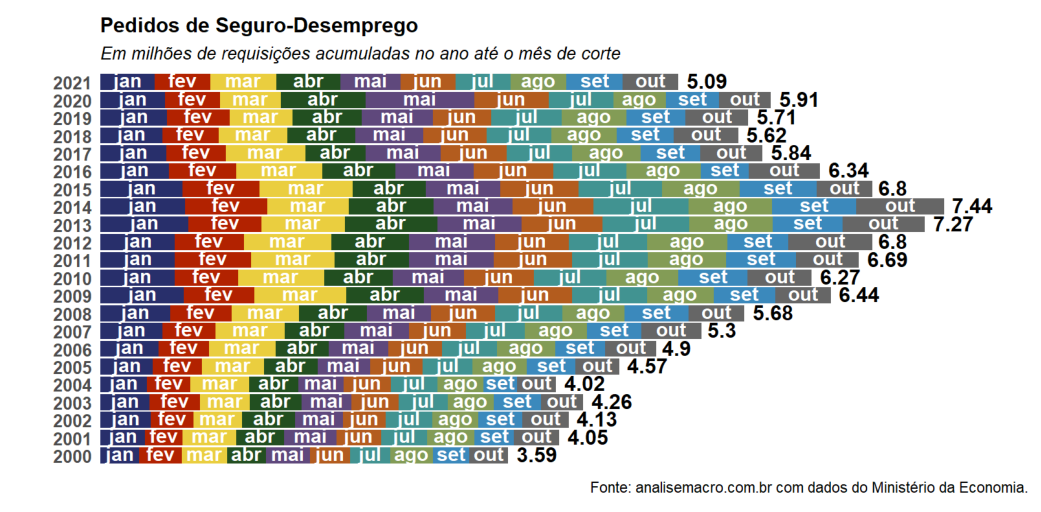 Pedidos de Seguro-Desemprego
Em milhões de requisições acumuladas no ano até o mês de corte
2021 jan fev mar abr mai jun jul ago set out 5.09
2020 jan fev mar abr mai jun jul ago set out 5.91
2019 jan fev mar abr mai jun jul ago set out 5.71
2018 jan fev mar abr mai jun jul ago set out 5.62
2017 jan fev mar abr mai jun jul ago set out 5.84
2016 jan fev mar abr mai jun jul ago set out 6.34
2015 jan fev mar abr mai jun jul ago set out 6.8
2014 jan fev mar abr mai jun jul ago set out 7.44
2013 jan fev mar abr mai jun jul ago set out 7.27
2012 jan fev mar abr mai jun jul ago set out 6.8
2011 jan fev mar abr mai jun jul ago set out 6.69
2010 jan fev mar abr mai jun jul ago set out 6.27
2009 jan fev mar abr mai jun jul ago set out 6.44
2008 jan fev mar abr mai jun jul ago set out 5.68
2007 jan fev mar abr mai jun jul ago set out 5.3
2006 jan fev mar abr mai jun jul ago set out 4.9
2005 jan fev mar abr mai jun jul ago set out 4.57
2004 jan fev mar abr mai jun jul ago set out 4.02
2003 jan fev mar abr mai jun jul ago set out 4.26
2002 jan fev mar abr mai jun jul ago set out 4.13
2001 jan fev mar abr mai jun jul ago set out 4.05
2000 jan fev mar abr mai jun jul ago set out 3.59
Fonte: analisemacro.com.br com dados do Ministério da Economia.